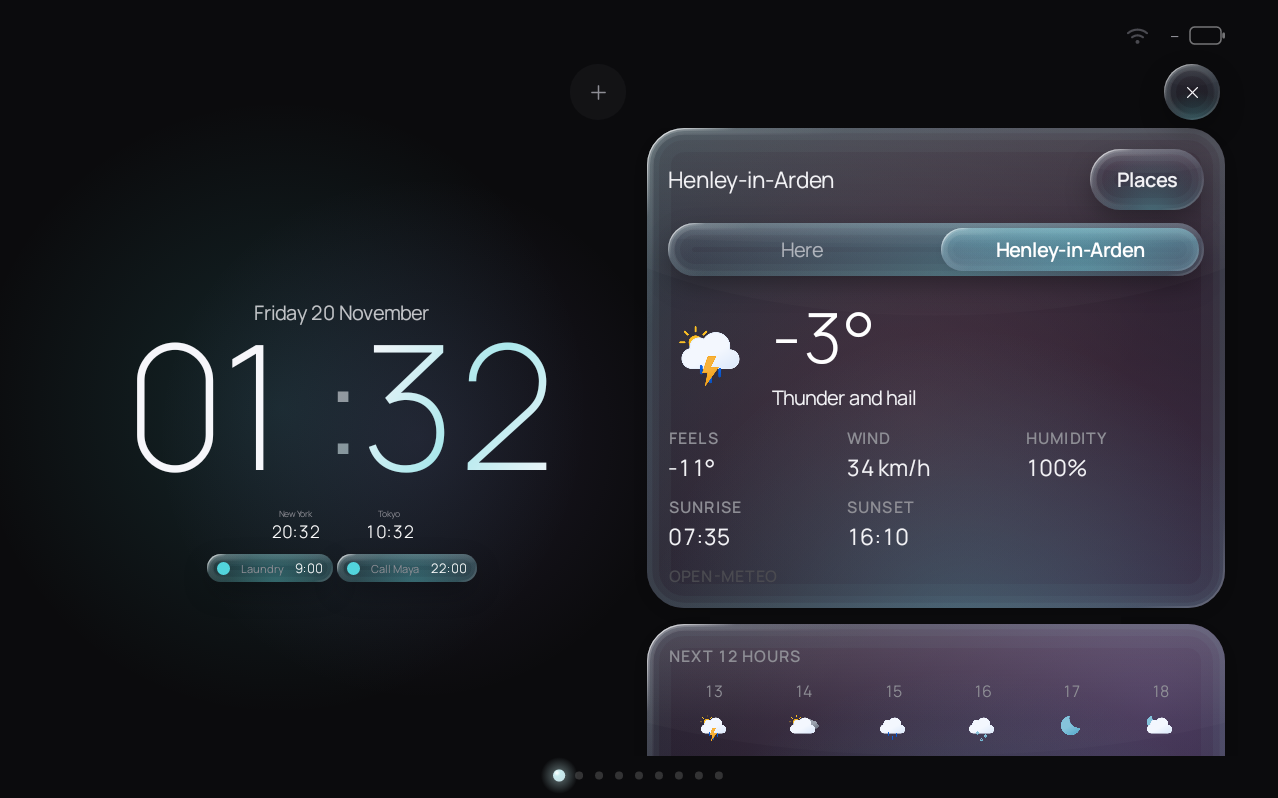 Friday 20 November
01:32
New York Tokyo
20:32 10:32
Laundry 9:00 Call Maya 22:00
Henley-in-Arden Places
Here Henley-in-Arden
-3°
Thunder and hail
FEELS WIND HUMIDITY
-11° 34 km/h 100%
SUNRISE SUNSET
07:35 16:10
OPEN-METEO
NEXT 12 HOURS
13 14 15 16 17 18